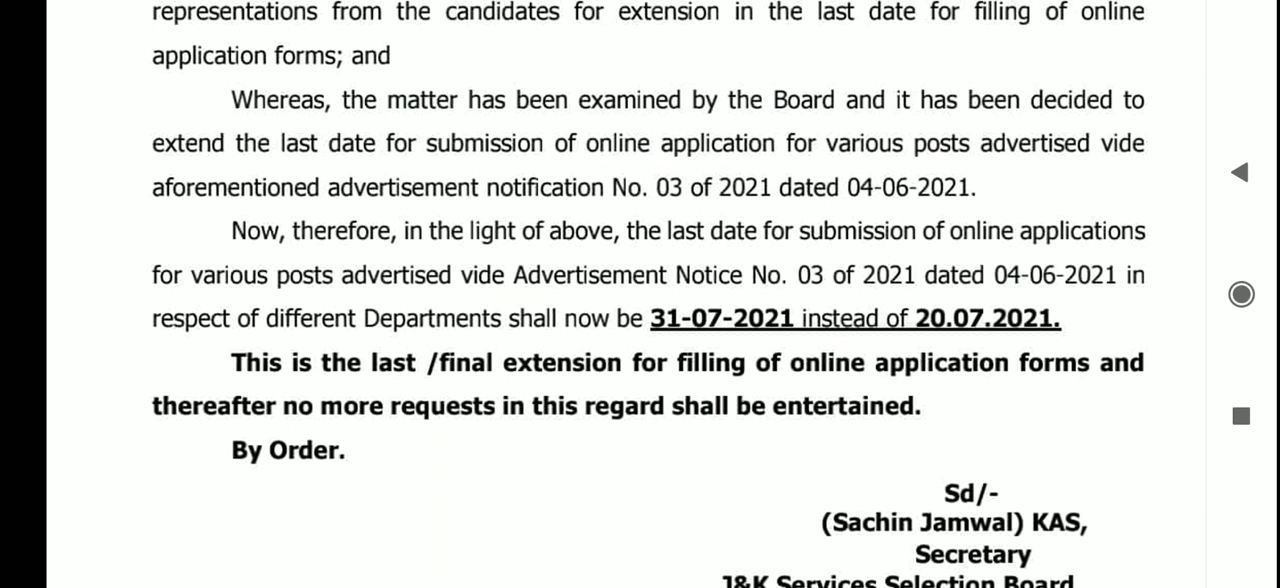 representations from the candidates for extension in the last date for filling of online
application forms; and
Whereas, the matter has been examined by the Board and it has been decided to
extend the last date for submission of online application for various posts advertised vide
aforementioned advertisement notification No. 03 of 2021 dated 04-06-2021.
Now, therefore, in the light of above, the last date for submission of online applications
for various posts advertised vide Advertisement Notice No. 03 of 2021 dated 04-06-2021 in
respect of different Departments shall now be 31-07-2021 instead of 20.07.2021.
This is the last /final extension for filling of online application forms and
thereafter no more requests in this regard shall be entertained.
By Order.
Sd/-
(Sachin Jamwal) KAS,
Secretary
J&K Services Selection Board